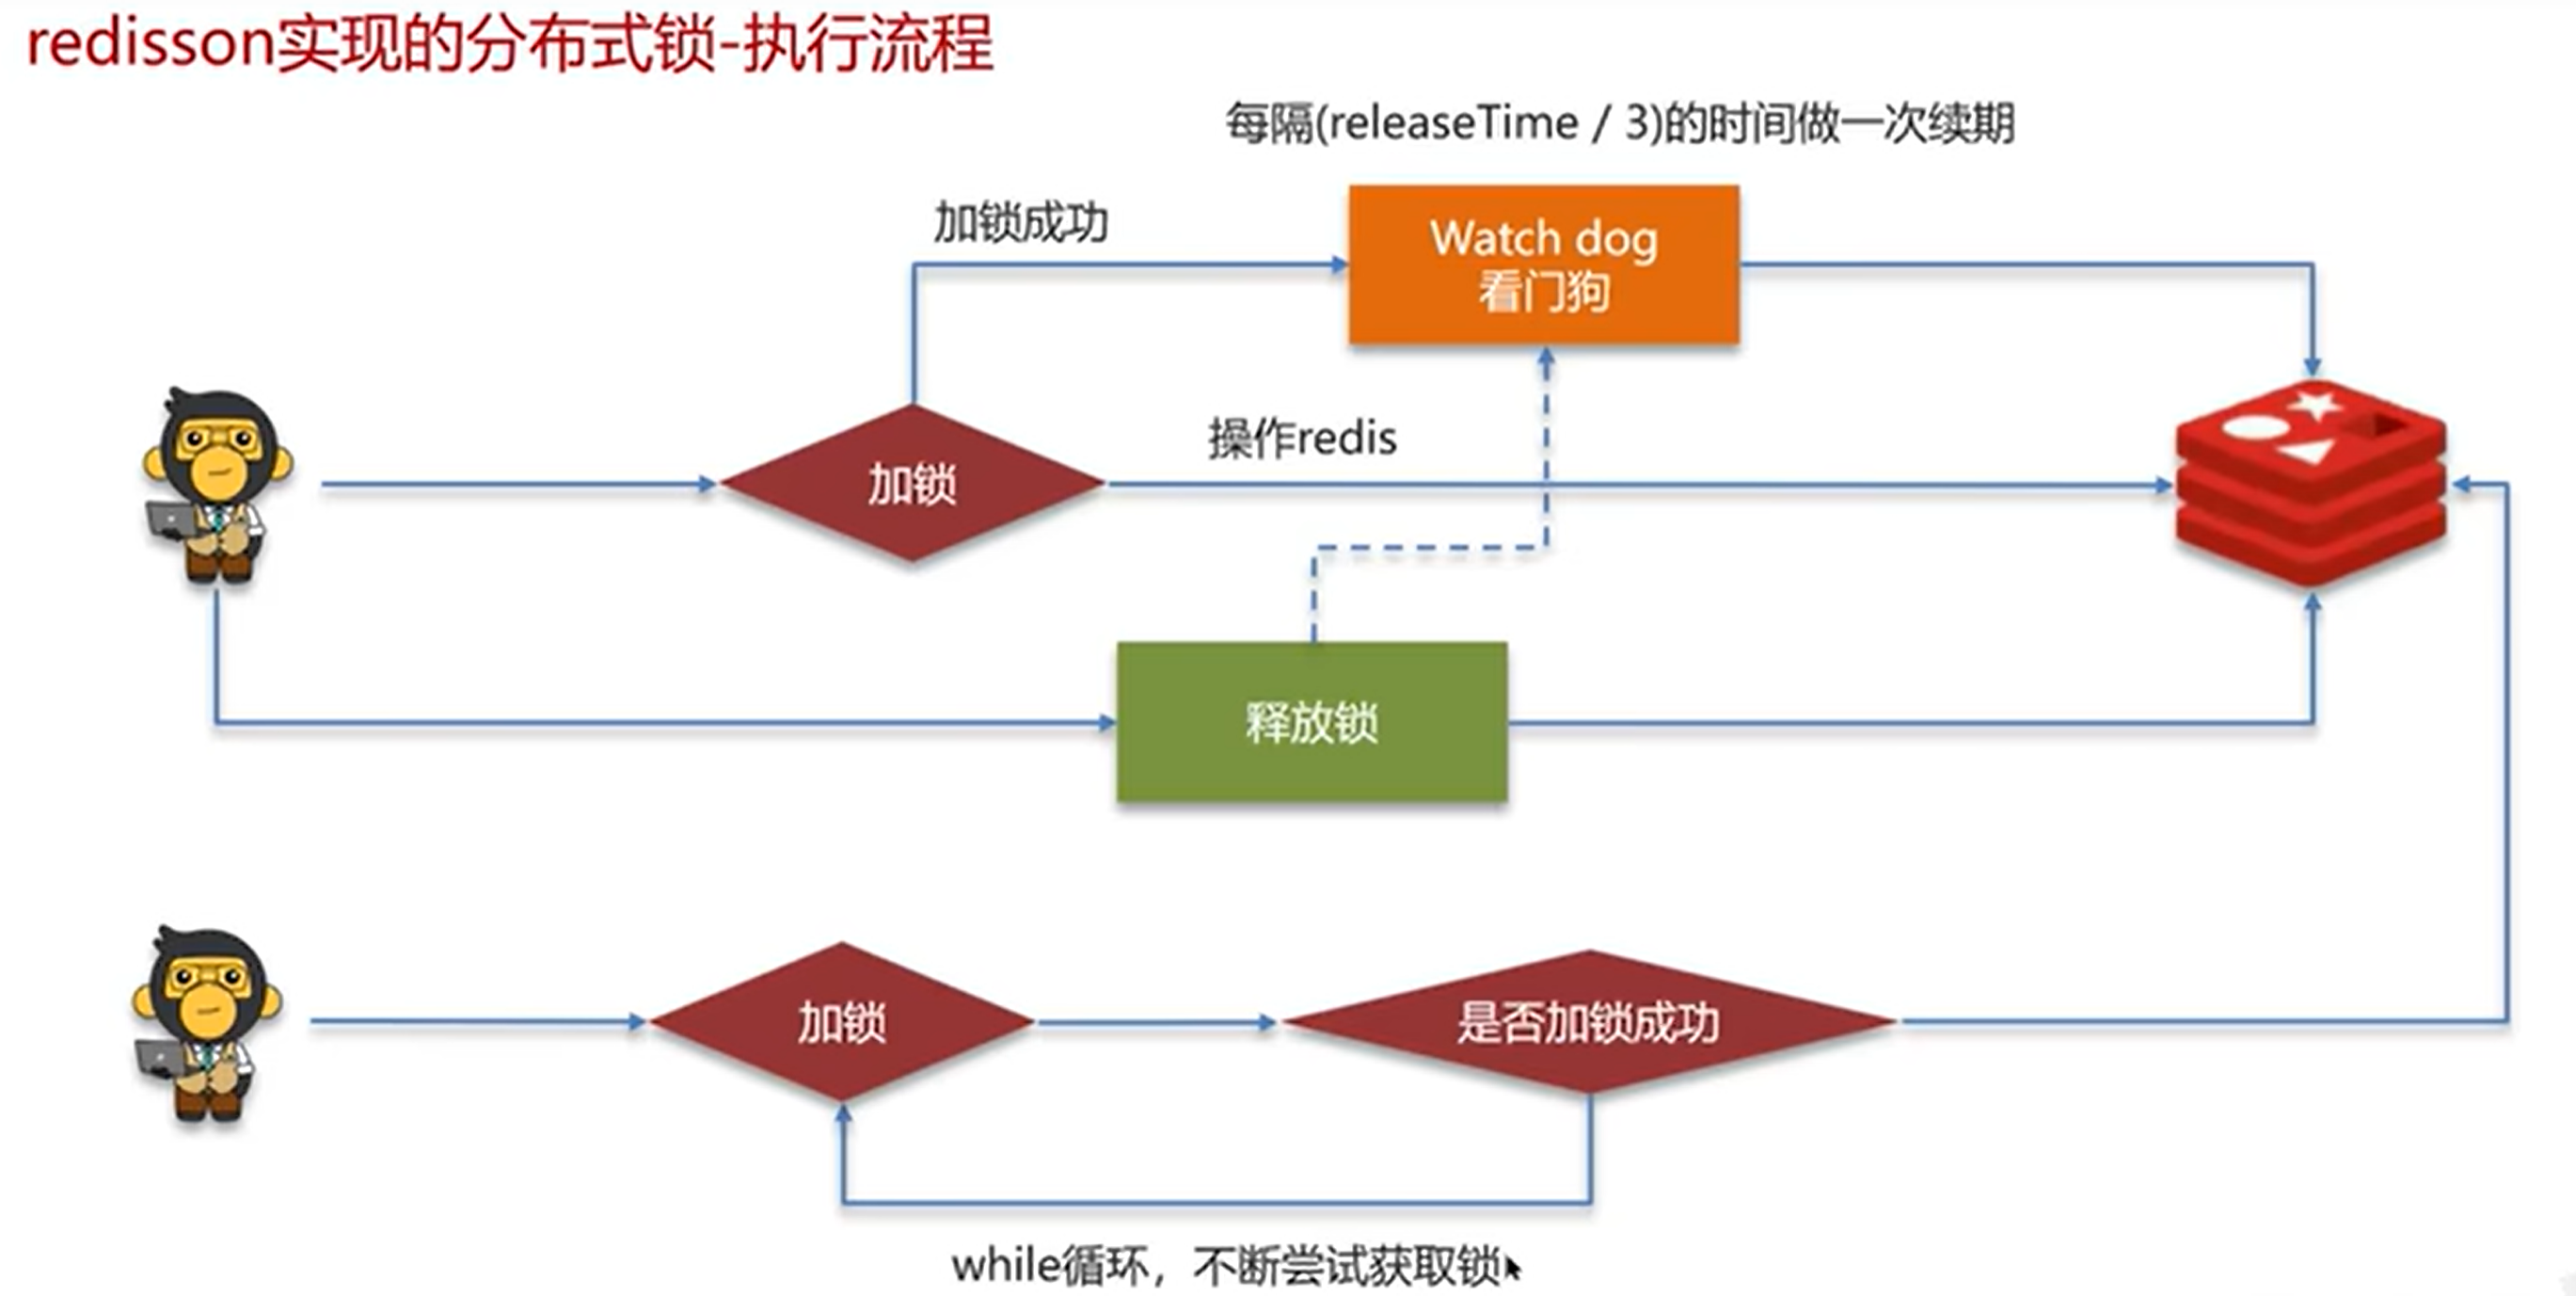 redisson实现的分布式锁-执行流程
每隔(releaseTime / 3)的时间做一次续期
加锁成功
Watch dog
看门狗
操作redis
加锁
释放锁
加锁
是否加锁成功
while循环，不断尝试获取锁